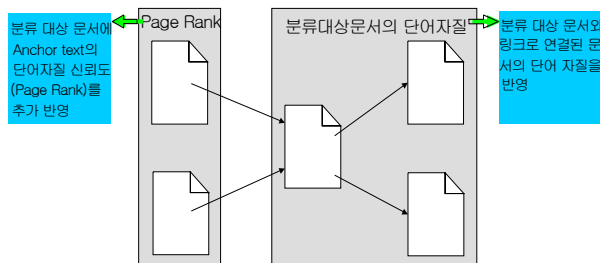 분류 대상 문서에
Anchor text의
단어자질 신뢰도
(Page Rank)를
추가 반영
Page Rank
분류대상문서의 단어자질
분류 대상 문서와
링크로 연결된 문
서의 단어 자질을
반영